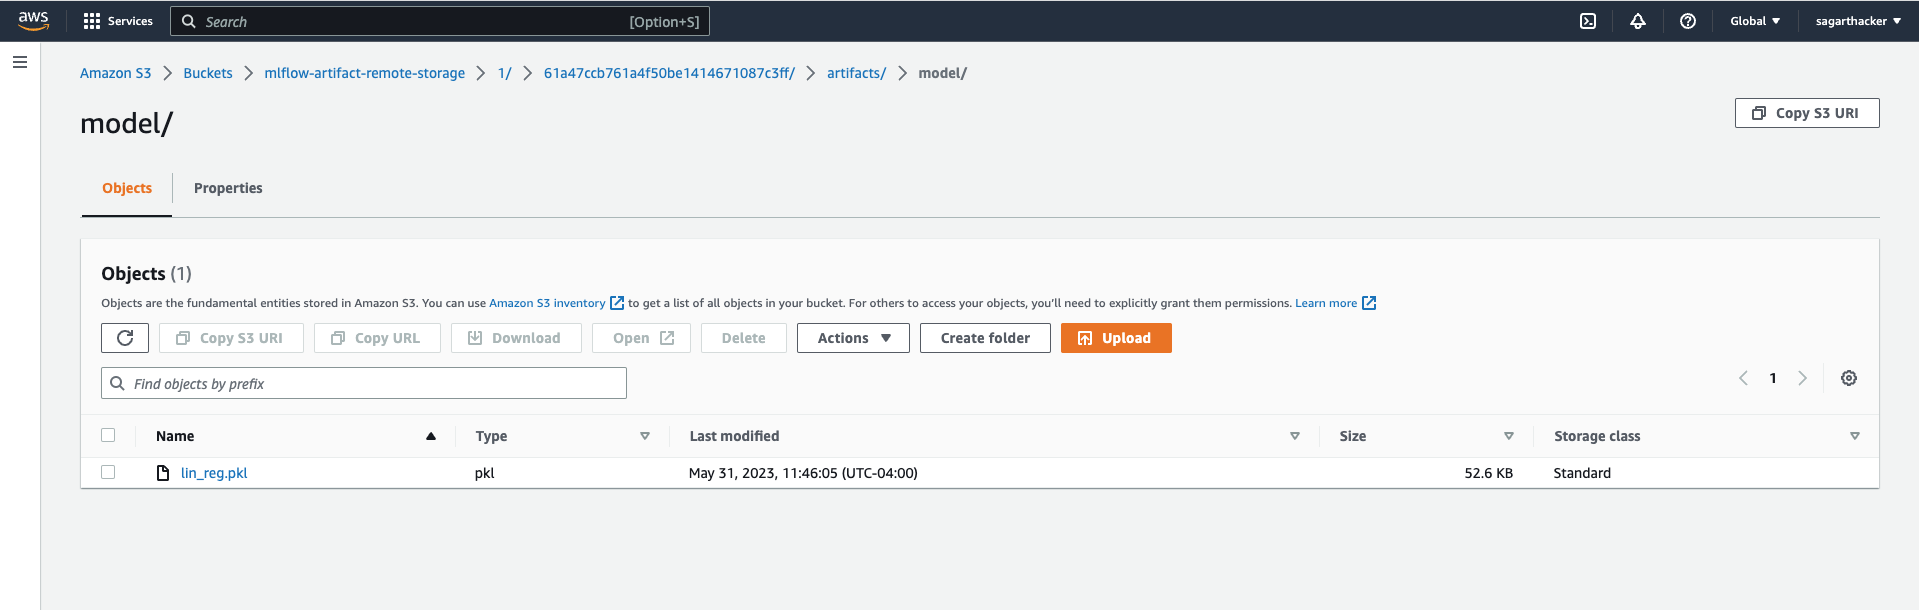 aws Services Search [Option+S] Global sagarthacker
Amazon S3 Buckets mlflow-artifact-remote-storage 1/ 61a47ccb761a4f50be1414671087c3ff/ artifacts/ model/
model/ Copy S3 URI
Objects Properties
Objects (1)
Objects are the fundamental entities stored in Amazon S3. You can use Amazon S3 inventory to get a list of all objects in your bucket. For others to access your objects, you'll need to explicitly grant them permissions. Learn more
Copy S3 URI Copy URL Download Open Delete Actions Create folder Upload
Find objects by prefix 1
Name Type Last modified Size Storage class
lin_reg.pkl pkl May 31, 2023, 11:46:05 (UTC-04:00) 52.6 KB Standard